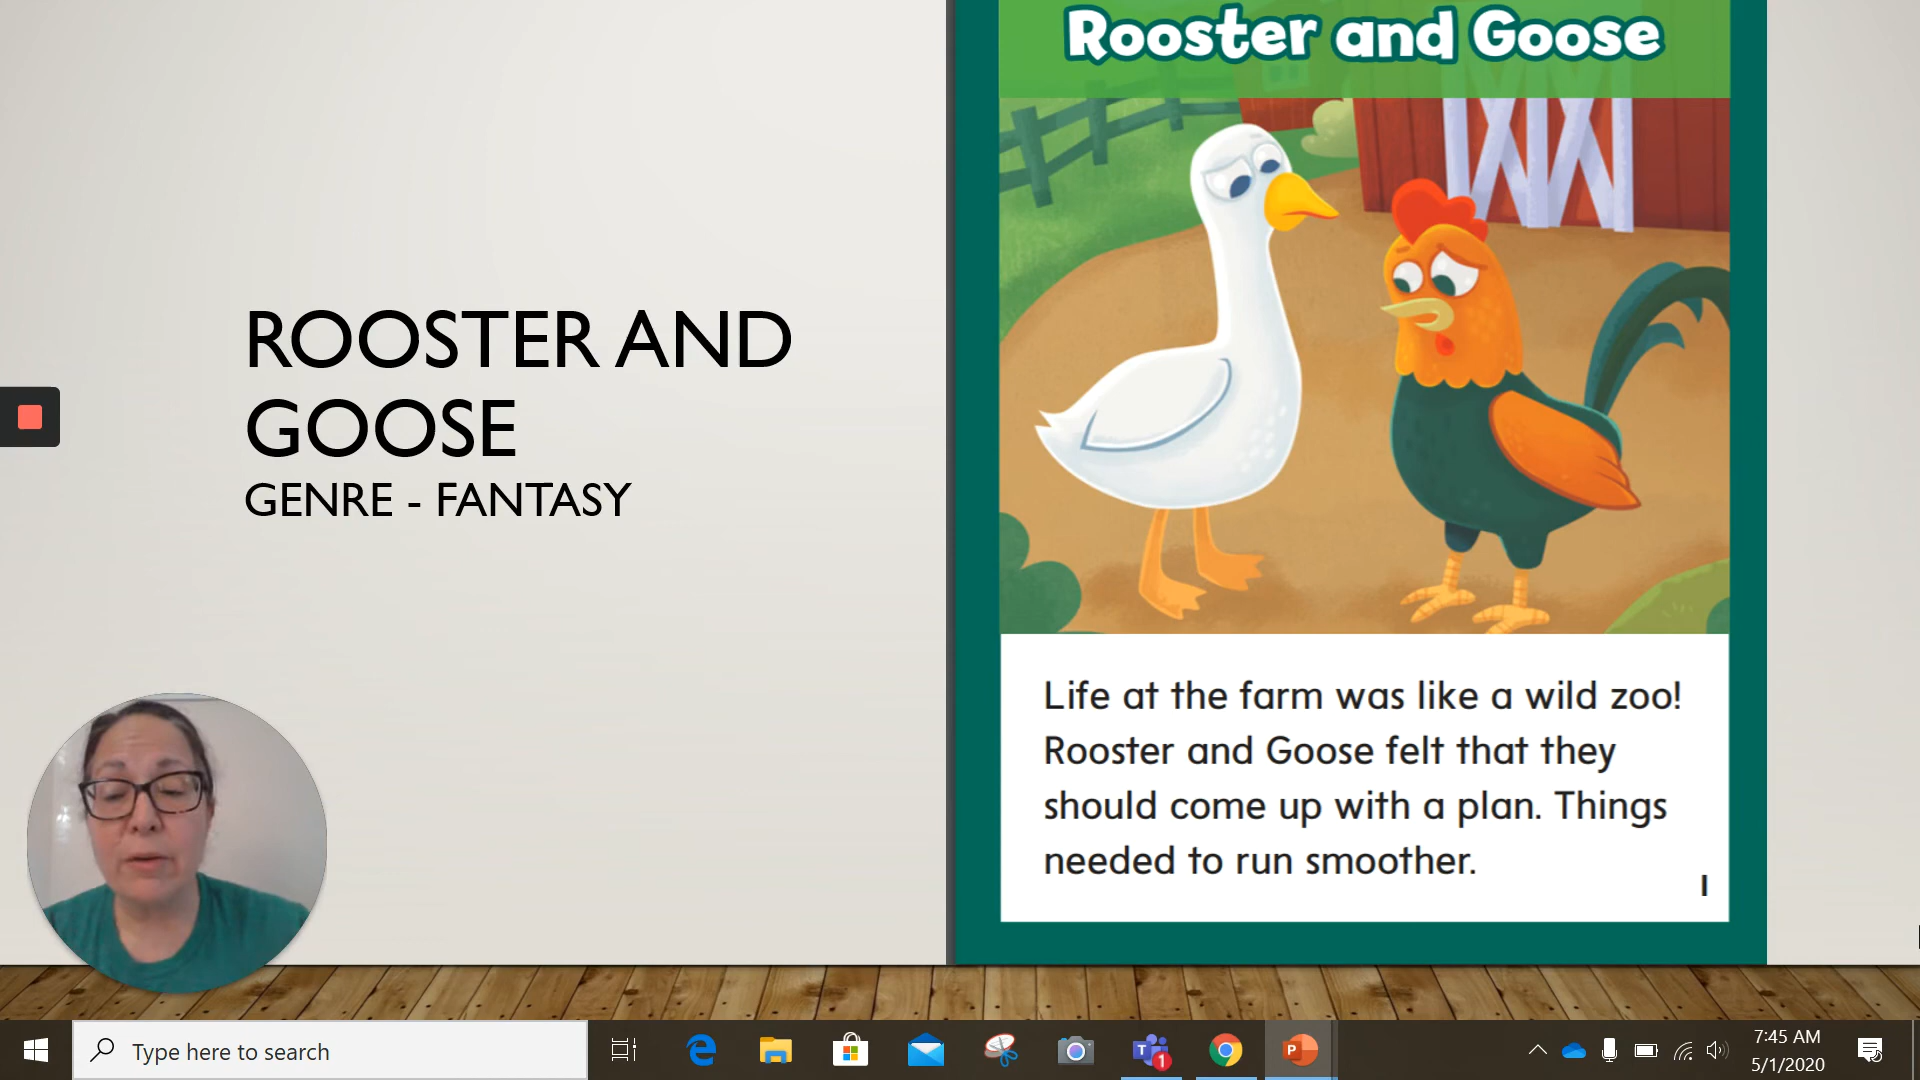 ROOSTER AND
GOOSE
GENRE - FANTASY
Rooster and Goose
Life at the farm was like a wild zoo!
Rooster and Goose felt that they
should come up with a plan. Things
needed to run smoother.
1
Type here to search
T
1
P
7:45 AM
5/1/2020